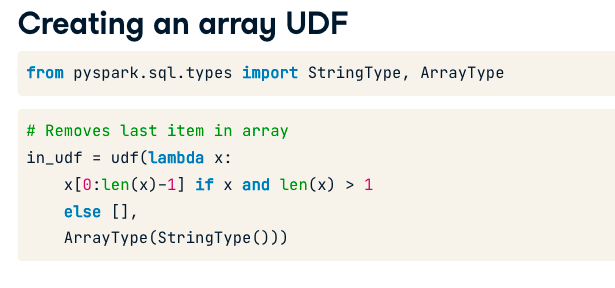 Creating an array UDF
from pyspark.sql.types import StringType, ArrayType
# Removes last item in array
in_udf = udf(lambda x:
    x[0:len(x)-1] if x and len(x) > 1
    else [],
    ArrayType(StringType()))